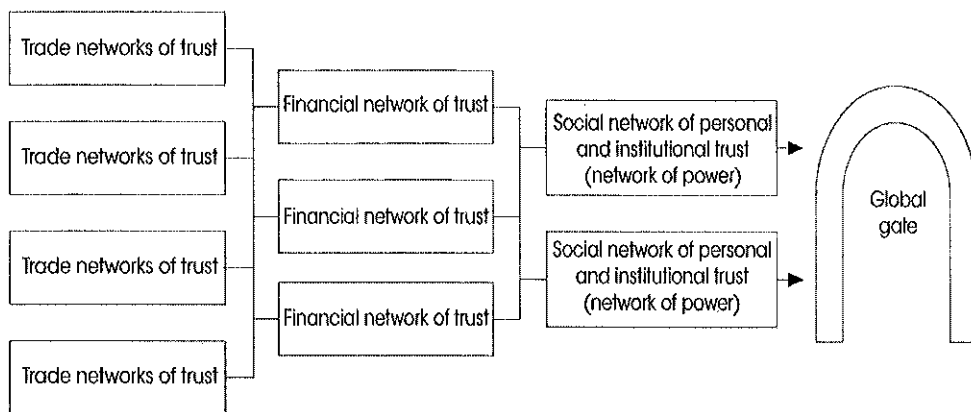 Trade networks of trust
Trade networks of trust
Trade networks of trust
Trade networks of trust
Financial network of trust
Financial network of trust
Financial network of trust
Social network of personal
and institutional trust
(network of power)
Social network of personal
and institutional trust
(network of power)
Global
gate